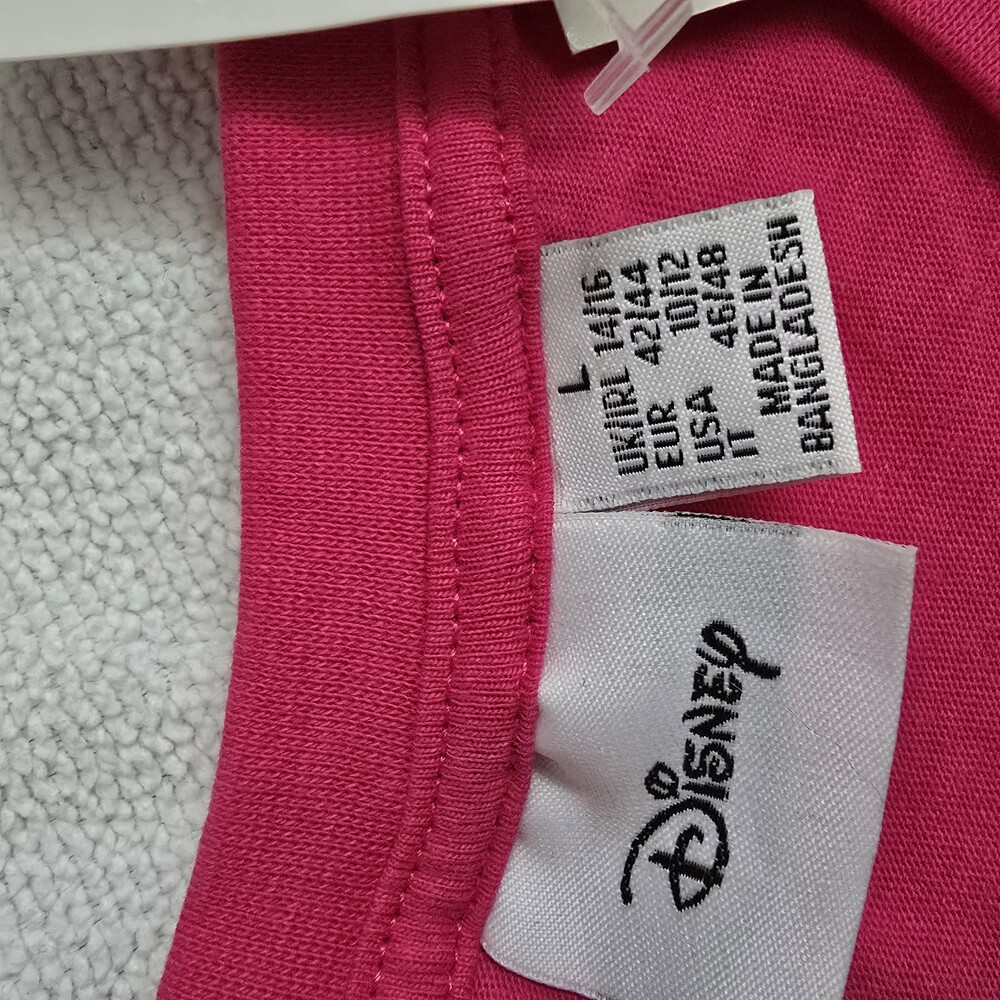 L
UK/IRL 14/16
EUR 42/44
USA 10/12
IT 46/48
MADE IN
BANGLADESH
Disney